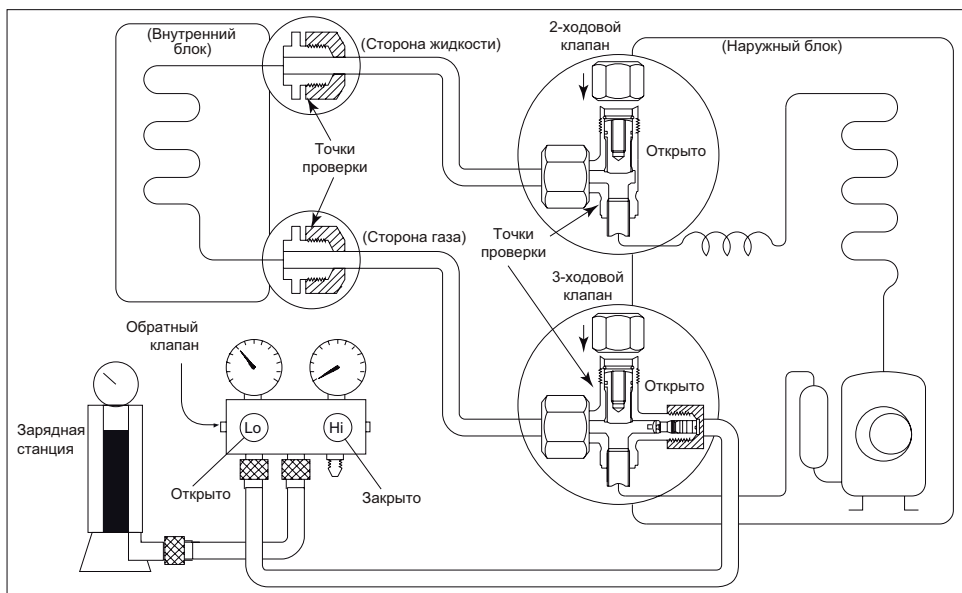 (Внутренний
блок)
(Сторона жидкости)
2-ходовой
клапан
(Наружный блок)
Точки
проверки
Открыто
(Сторона газа)
Точки
проверки
3-ходовой
клапан
Обратный
клапан
Открыто
Зарядная
станция
Lo
Hi
Открыто
Закрыто